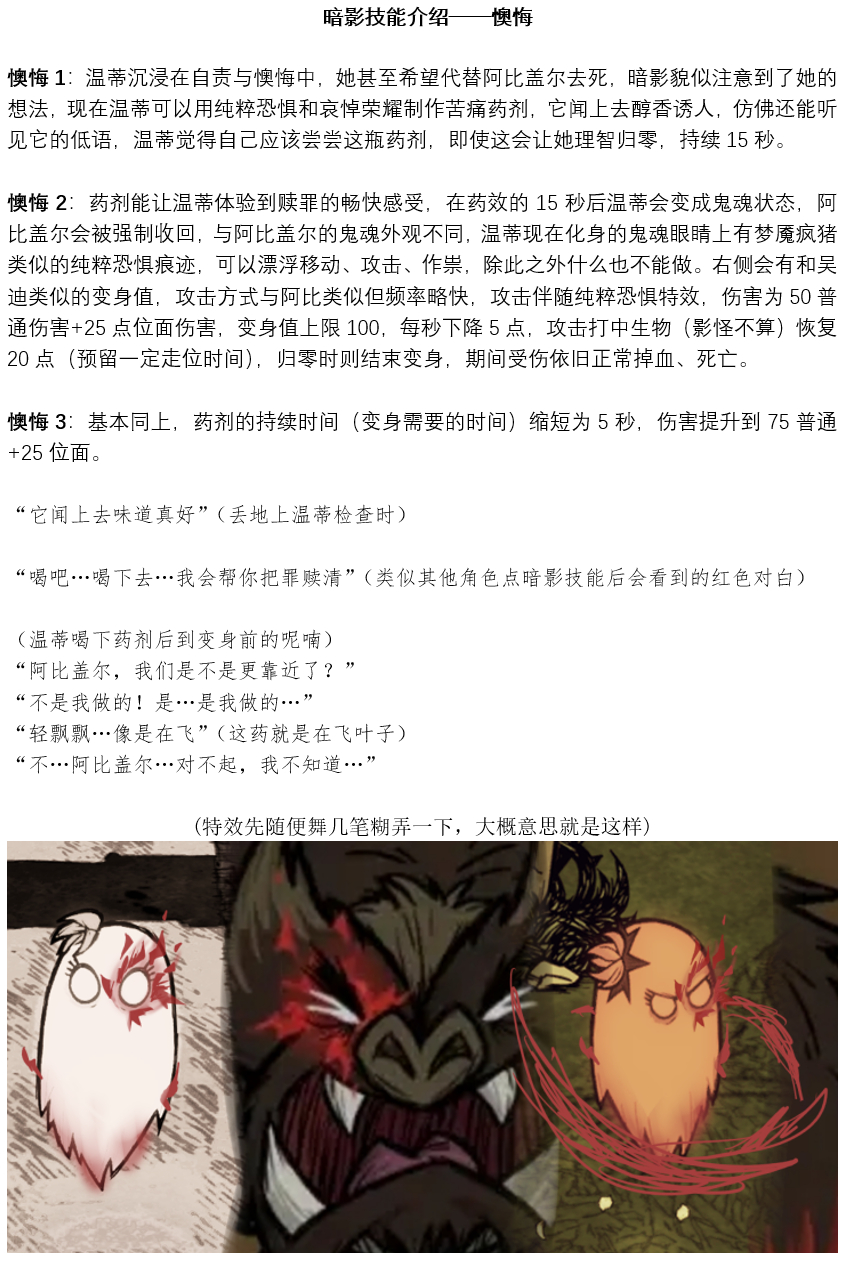 暗影技能介绍——懊悔
懊悔 1：温蒂沉浸在自责与懊悔中，她甚至希望代替阿比盖尔去死，暗影貌似注意到了她的
想法，现在温蒂可以用纯粹恐惧和哀悼荣耀制作苦痛药剂，它闻上去醇香诱人，仿佛还能听
见它的低语，温蒂觉得自己应该尝尝这瓶药剂，即使这会让她理智归零，持续 15 秒。
懊悔 2：药剂能让温蒂体验到赎罪的畅快感受，在药效的 15 秒后温蒂会变成鬼魂状态，阿
比盖尔会被强制收回，与阿比盖尔的鬼魂外观不同，温蒂现在化身的鬼魂眼睛上有梦魇疯猪
类似的纯粹恐惧痕迹，可以漂浮移动、攻击、作祟，除此之外什么也不能做。右侧会有和吴
迪类似的变身值，攻击方式与阿比类似但频率略快，攻击伴随纯粹恐惧特效，伤害为 50 普
通伤害+25 点位面伤害，变身值上限 100，每秒下降 5 点，攻击打中生物（影怪不算）恢复
20 点（预留一定走位时间），归零时则结束变身，期间受伤依旧正常掉血、死亡。
懊悔 3：基本同上，药剂的持续时间（变身需要的时间）缩短为 5 秒，伤害提升到 75 普通
+25 位面。
“它闻上去味道真好”（丢地上温蒂检查时）
“喝吧…喝下去…我会帮你把罪赎清”（类似其他角色点暗影技能后会看到的红色对白）
（温蒂喝下药剂后到变身前的呢喃）
“阿比盖尔，我们是不是更靠近了？”
“不是我做的！是…是我做的…”
“轻飘飘…像是在飞”（这药就是在飞叶子）
“不…阿比盖尔…对不起，我不知道…”
(特效先随便舞几笔糊弄一下，大概意思就是这样)